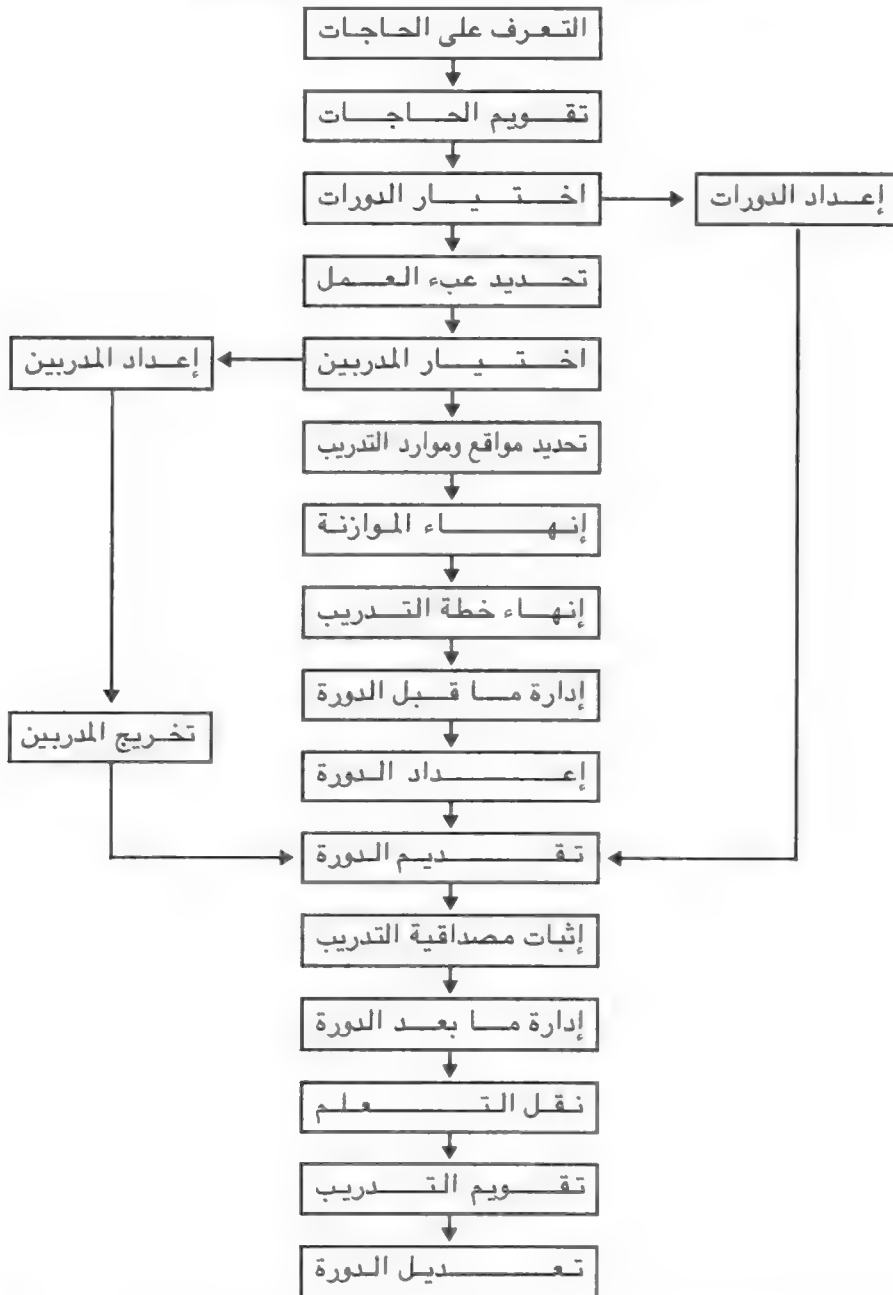 التعرف على الحاجات
تقويم الحاجات
اختيار الدورات
إعداد الدورات
تحديد عبء العمل
اختيار المدربين
إعداد المدربين
تحديد مواقع وموارد التدريب
إنهاء الموازنة
إنهاء خطة التدريب
إدارة ما قبل الدورة
تخريج المدربين
إعداد الدورة
تقديم الدورة
إثبات مصداقية التدريب
إدارة ما بعد الدورة
نقل التعلم
تقويم التدريب
تعديل الدورة